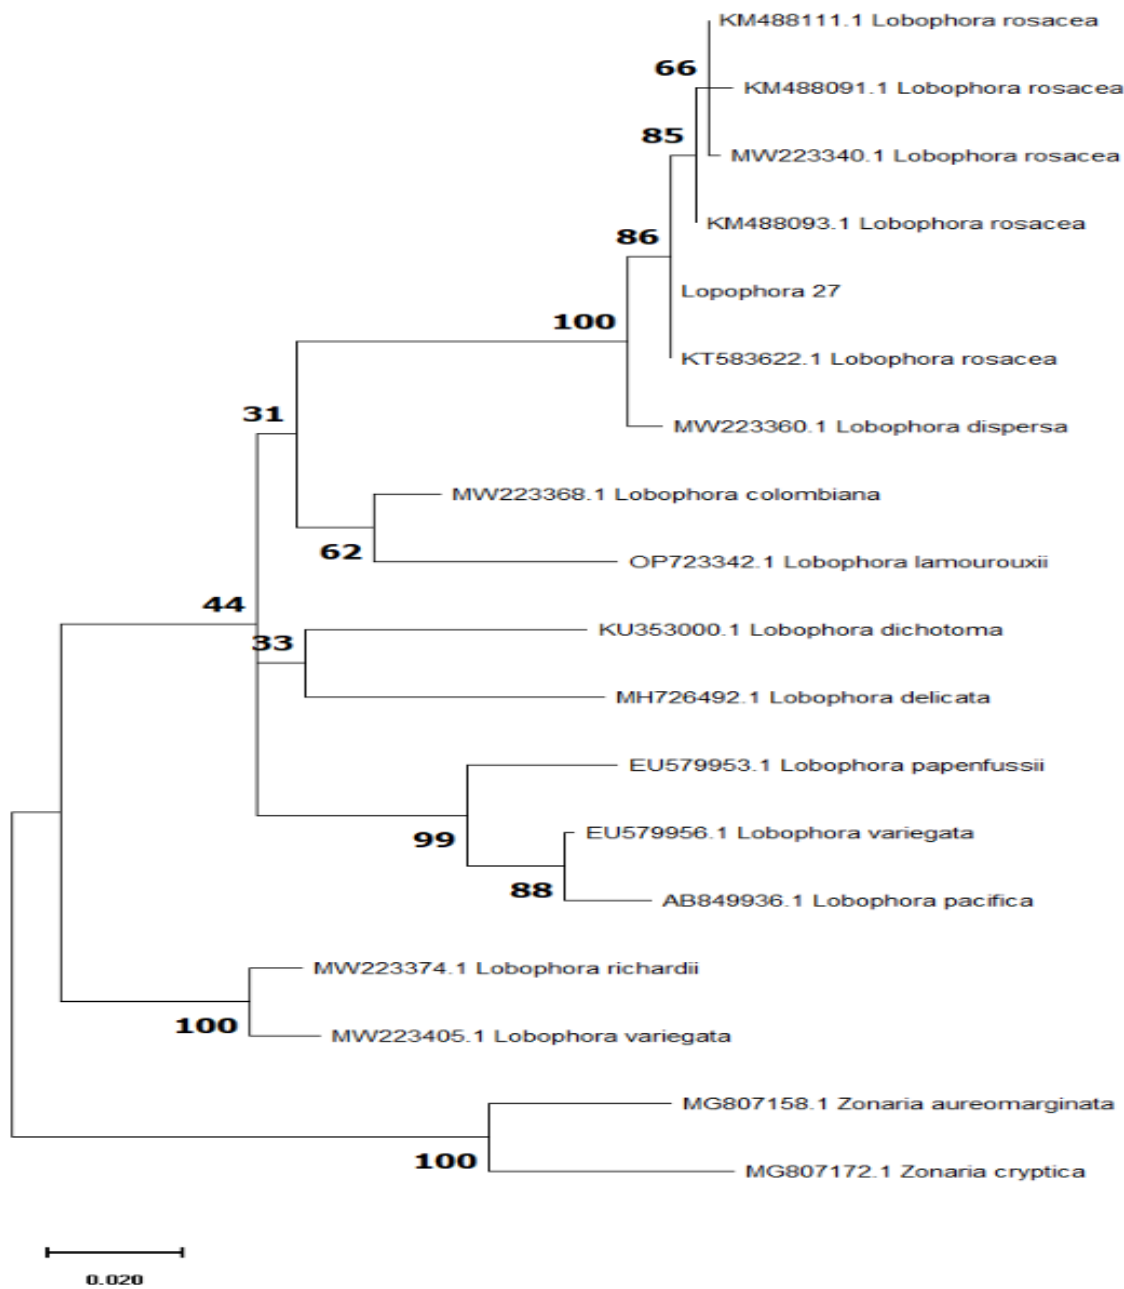 KM488111.1 Lobophora rosacea
66
KM488091.1 Lobophora rosacea
85
MW223340.1 Lobophora rosacea
KM488093.1 Lobophora rosacea
86
Lopophora 27
100
KT583622.1 Lobophora rosacea
31
MW223360.1 Lobophora dispersa
MW223368.1 Lobophora colombiana
62
OP723342.1 Lobophora lamourouxii
44
33
KU353000.1 Lobophora dichotoma
MH726492.1 Lobophora delicata
EU579953.1 Lobophora papenfussii
99
EU579956.1 Lobophora variegata
88
AB849936.1 Lobophora pacifica
MW223374.1 Lobophora richardii
100
MW223405.1 Lobophora variegata
MG807158.1 Zonaria aureomarginata
100
MG807172.1 Zonaria cryptica
0.020